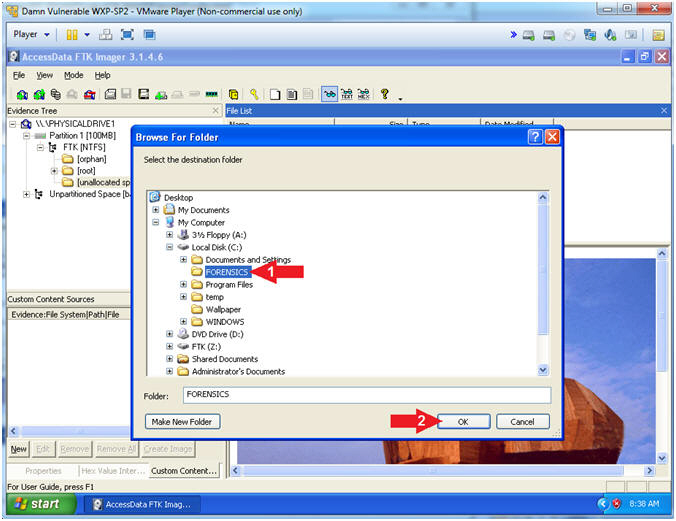 Damn Vulnerable WXP-SP2 - VMware Player (Non-commercial use only)
Player
AccessData FTK Imager 3.1.4.6
File View Mode Help
Evidence Tree
File List
\\.\PHYSICALDRIVE1
Partition 1 [100MB]
FTK [NTFS]
[orphan]
[root]
[unallocated sp
Unpartitioned Space [b
Name Size Type Date Modified
Browse For Folder
Select the destination folder
Desktop
My Documents
My Computer
3½ Floppy (A:)
Local Disk (C:)
Documents and Settings
FORENSICS
1
Program Files
temp
Wallpaper
WINDOWS
DVD Drive (D:)
FTK (Z:)
Shared Documents
Administrator's Documents
Folder: FORENSICS
Make New Folder
2
OK
Cancel
Custom Content Sources
Evidence:File System|Path|File
New Edit Remove Remove All Create Image
Properties Hex Value Inter... Custom Content...
For User Guide, press F1
start
AccessData FTK Imag...
8:38 AM